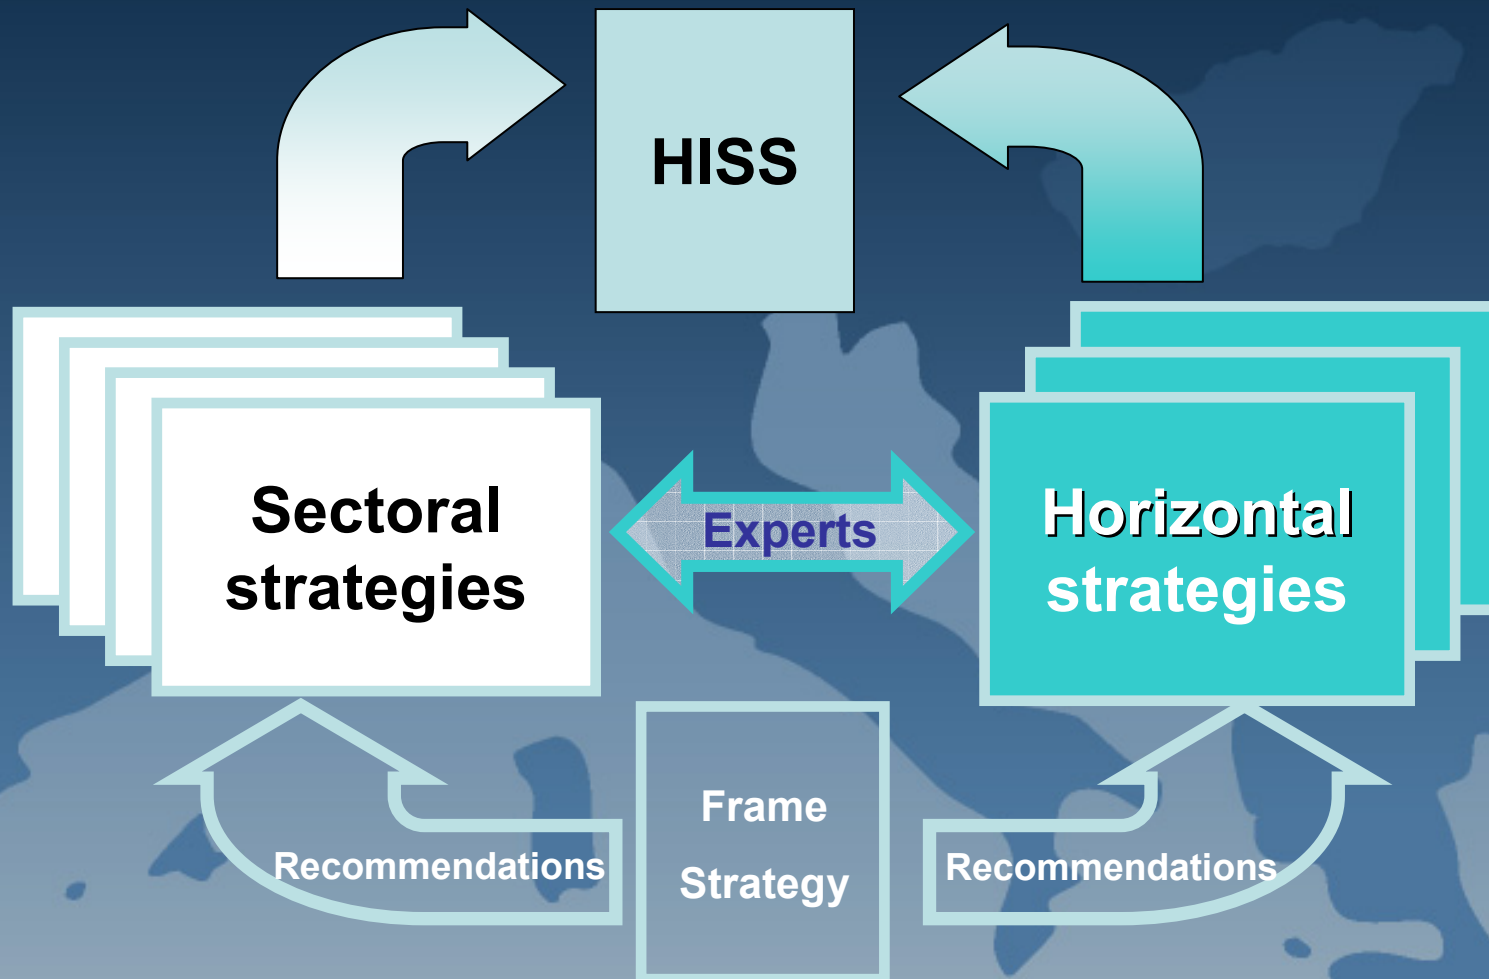 HISS
Sectoral
strategies
Experts
Horizontal
strategies
Frame
Strategy
Recommendations
Recommendations